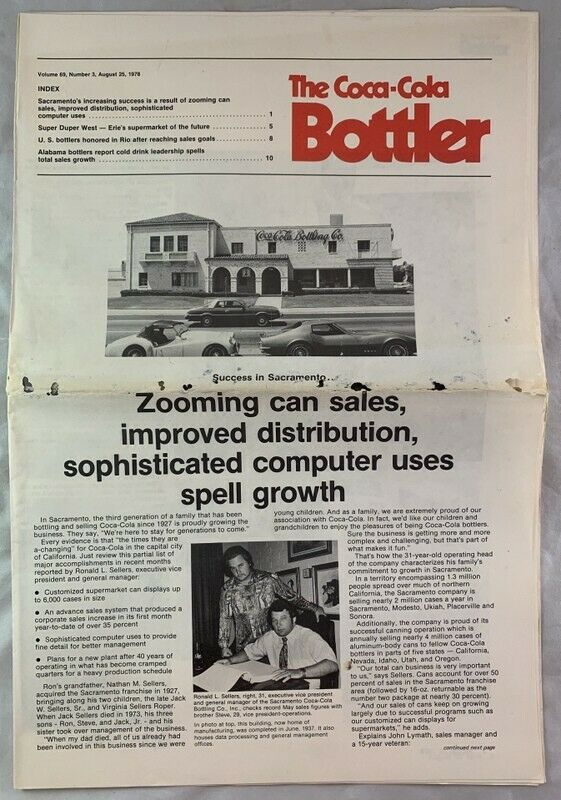 Volume 69, Number 3, August 25, 1978
INDEX
Sacramento's increasing success is a result of zooming can
sales, improved distribution, sophisticated
computer uses ........ 1
Super Duper West — Erie's supermarket of the future ........ 5
U. S. bottlers honored in Rio after reaching sales goals ........ 8
Alabama bottlers report cold drink leadership spells
total sales growth ........ 10
The Coca-Cola
Bottler
Coca-Cola Bottling Co.
Success in Sacramento...
Zooming can sales,
improved distribution,
sophisticated computer uses
spell growth
In Sacramento, the third generation of a family that has been
bottling and selling Coca-Cola since 1927 is proudly growing the
business. They say, "We're here to stay for generations to come."
Every evidence is that "the times they are
a-changing" for Coca-Cola in the capital city
of California. Just review this partial list of
major accomplishments in recent months
reported by Ronald L. Sellers, executive vice
president and general manager:
• Customized supermarket can displays up
to 6,000 cases in size
• An advance sales system that produced a
corporate sales increase in its first month
year-to-date of over 35 percent
• Sophisticated computer uses to provide
fine detail for better management
• Plans for a new plant after 40 years of
operating in what has become cramped
quarters for a heavy production schedule
Ron's grandfather, Nathan M. Sellers,
acquired the Sacramento franchise in 1927,
bringing along his two children, the late Jack
W. Sellers, Sr., and Virginia Sellers Roper.
When Jack Sellers died in 1973, his three
sons - Ron, Steve, and Jack, Jr - and his
sister took over management of the business.
"When my dad died, all of us already had
been involved in this business since we were
Ronald L. Sellers, right, 31, executive vice president
and general manager of the Sacramento Coca-Cola
Bottling Co., Inc., checks record May sales figures with
brother Steve, 29, vice president-operations.
In photo at top, this building, now home of
manufacturing, was completed in June, 1937. It also
houses data processing and general management
offices.
young children. And as a family, we are extremely proud of our
association with Coca-Cola. In fact, we'd like our children and
grandchildren to enjoy the pleasures of being Coca-Cola bottlers.
Sure the business is getting more and more
complex and challenging, but that's part of
what makes it fun."
That's how the 31-year-old operating head
of the company characterizes his family's
commitment to growth in Sacramento.
In a territory encompassing 1.3 million
people spread over much of northern
California, the Sacramento company is
selling nearly 2 million cases a year in
Sacramento, Modesto, Ukiah, Placerville and
Sonora.
Additionally, the company is proud of its
successful canning operation which is
annually selling nearly 4 million cases of
aluminum-body cans to fellow Coca-Cola
bottlers in parts of five states — California,
Nevada, Idaho, Utah, and Oregon.
"Our total can business is very important
to us," says Sellers. Cans account for over 50
percent of sales in the Sacramento franchise
area (followed by 16-oz. returnable as the
number two package at nearly 30 percent).
"And our sales of cans keep on growing
largely due to successful programs such as
our customized can displays for
supermarkets," he adds.
Explains John Lymath, sales manager and
a 15-year veteran:
continued next page